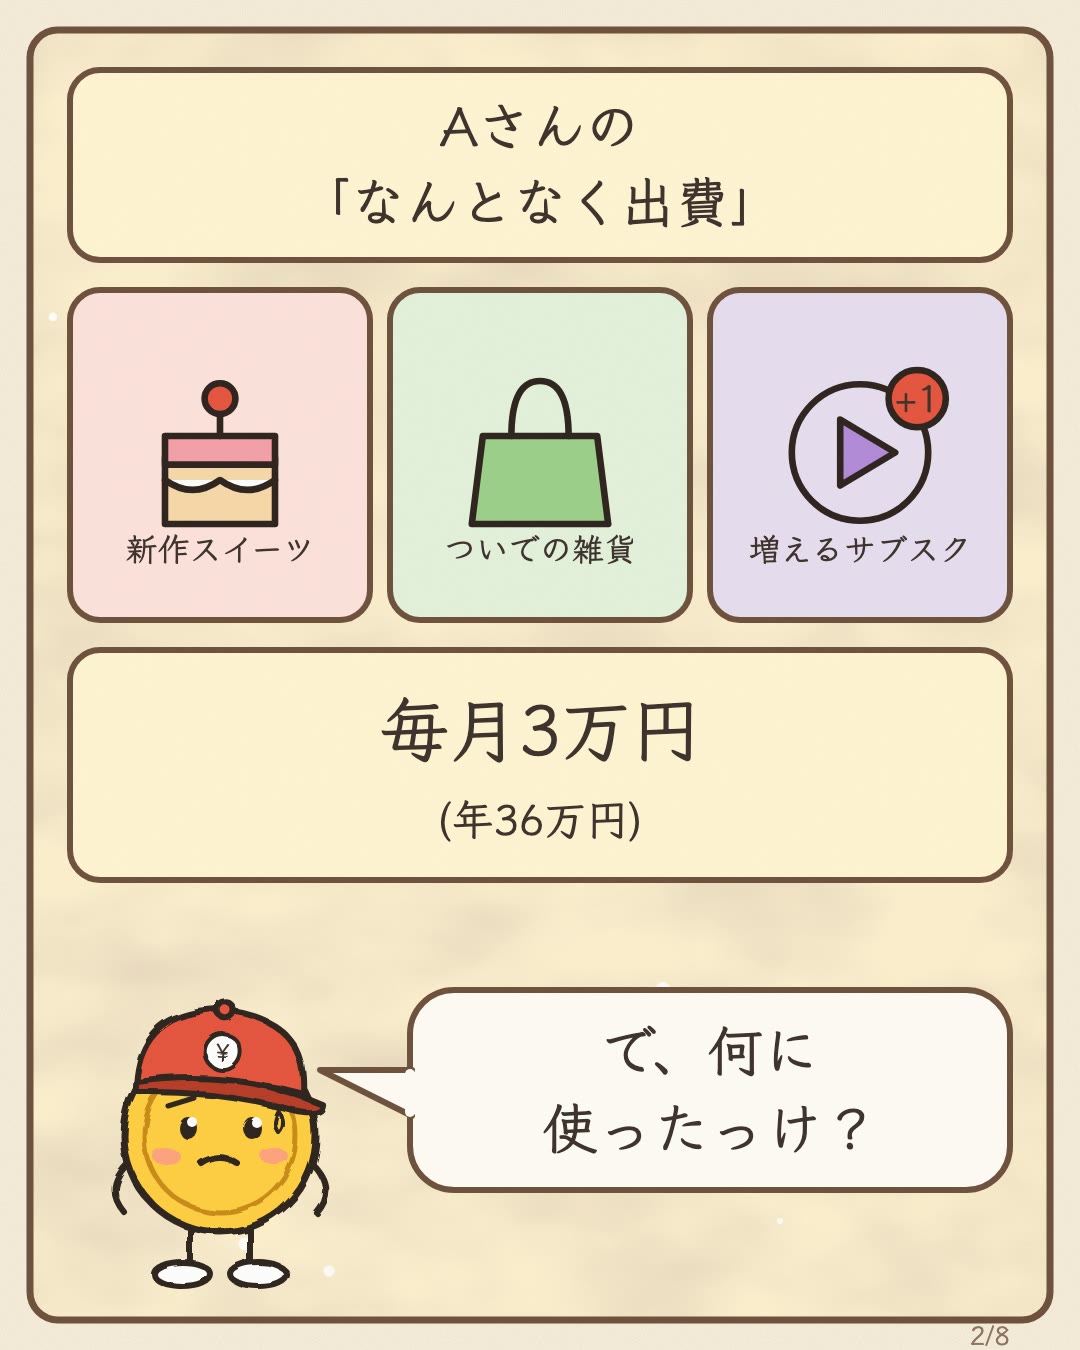 Aさんの
「なんとなく出費」
+1
新作スイーツ
ついでの雑貨
増えるサブスク
毎月3万円
(年36万円)
で、何に
使ったっけ？
¥
2/8